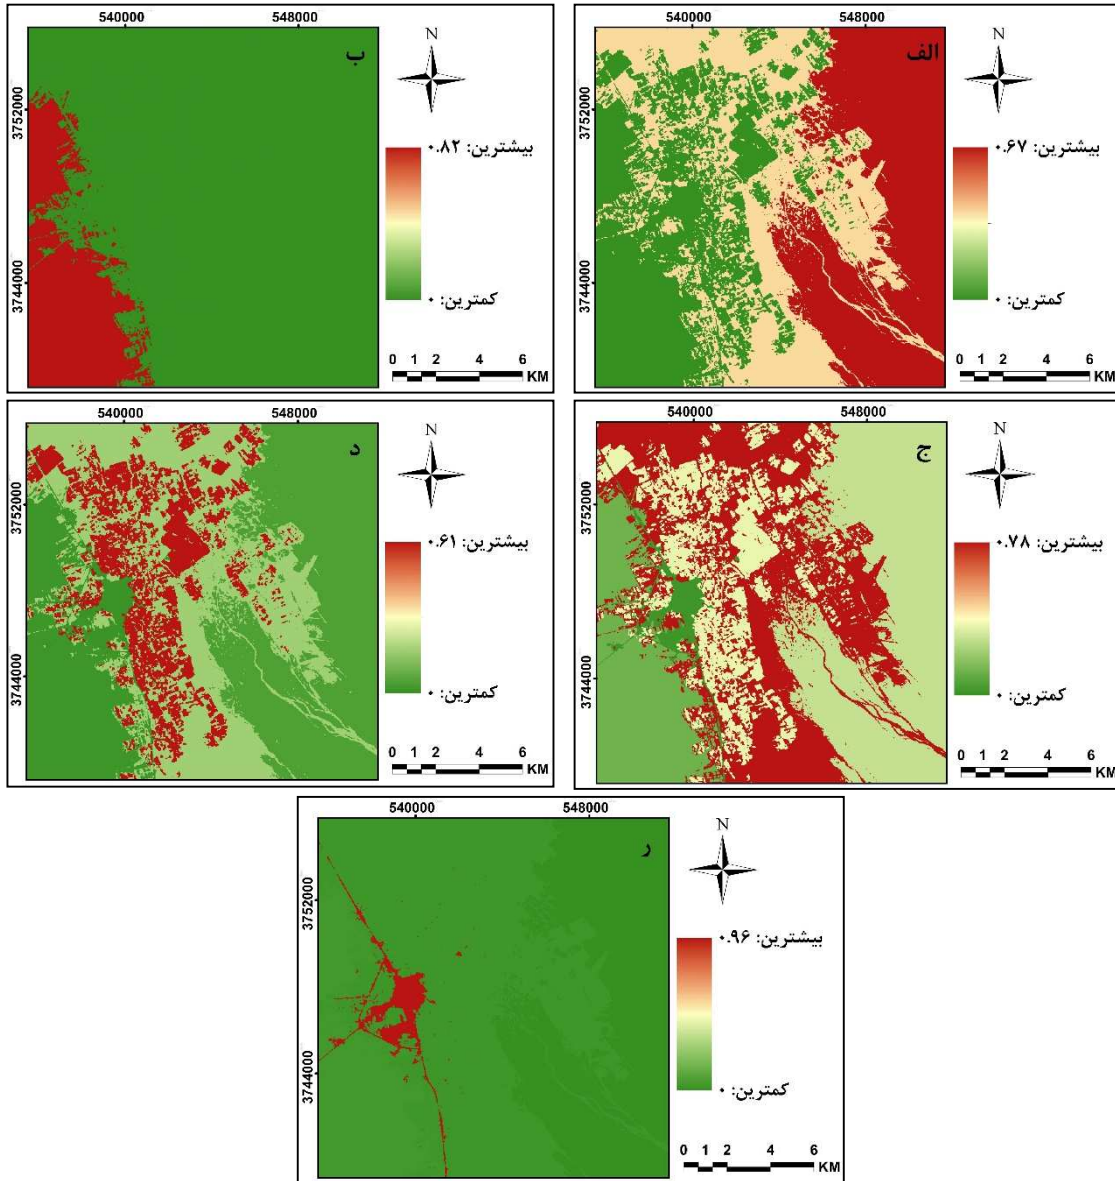 540000 548000
الف
N
3752000
3744000
بیشترین: ۰.۶۷
کمترین: ۰
0 1 2 4 6
KM
540000 548000
ب
N
3752000
3744000
بیشترین: ۰.۸۲
کمترین: ۰
0 1 2 4 6
KM
540000 548000
ج
N
3752000
3744000
بیشترین: ۰.۷۸
کمترین: ۰
0 1 2 4 6
KM
540000 548000
د
N
3752000
3744000
بیشترین: ۰.۶۱
کمترین: ۰
0 1 2 4 6
KM
540000 548000
ر
N
3752000
3744000
بیشترین: ۰.۹۶
کمترین: ۰
0 1 2 4 6
KM